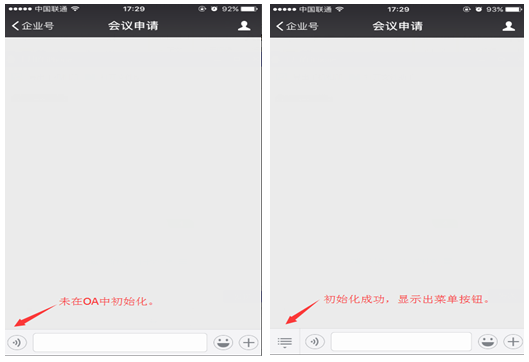 中国联通 17:29 92%
企业号 会议申请
未在OA中初始化。
中国联通 17:29 93%
企业号 会议申请
初始化成功，显示出菜单按钮。